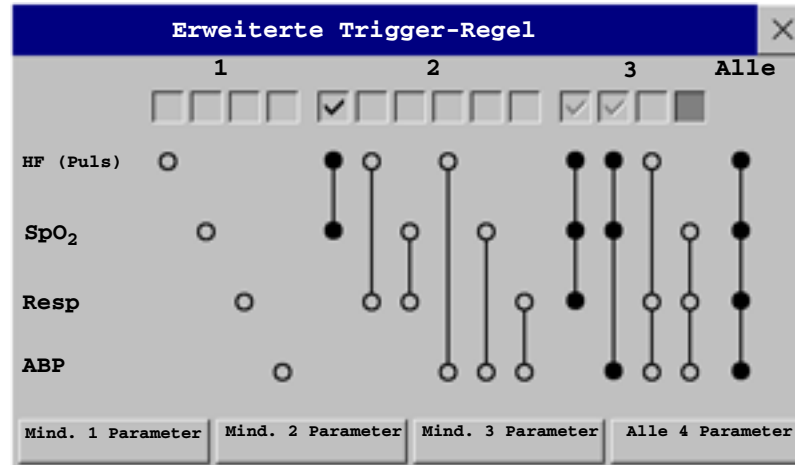 Erweiterte Trigger-Regel
1 2 3 Alle
HF (Puls)
SpO₂
Resp
ABP
Mind. 1 Parameter Mind. 2 Parameter Mind. 3 Parameter Alle 4 Parameter